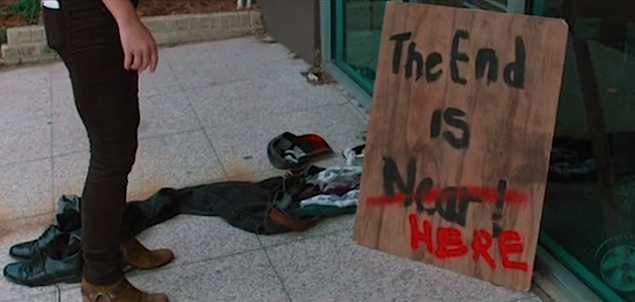 The End
is
Near!
HERE